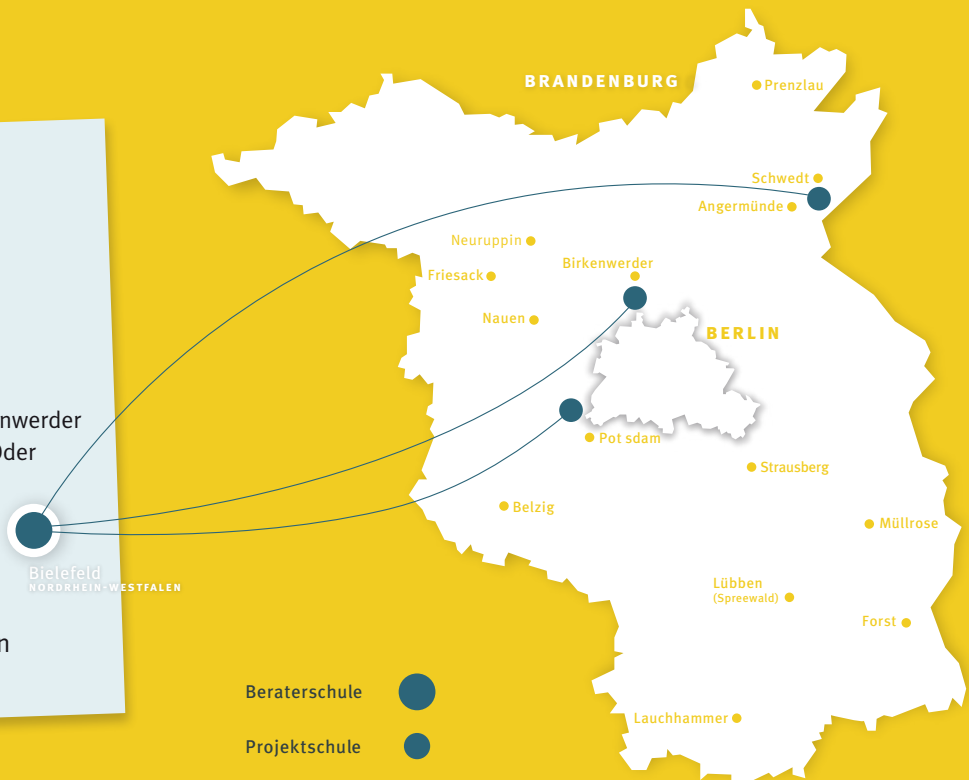 BRANDENBURG
Prenzlau
Schwedt
Angermünde
Neuruppin
Birkenwerder
Friesack
Nauen
BERLIN
nwerder
Pot sdam
Oder
Strausberg
Belzig
Müllrose
Bielefeld
NORDRHEIN-WESTFALEN
Lübben
(Spreewald)
Forst
n
Beraterschule
Lauchhammer
Projektschule